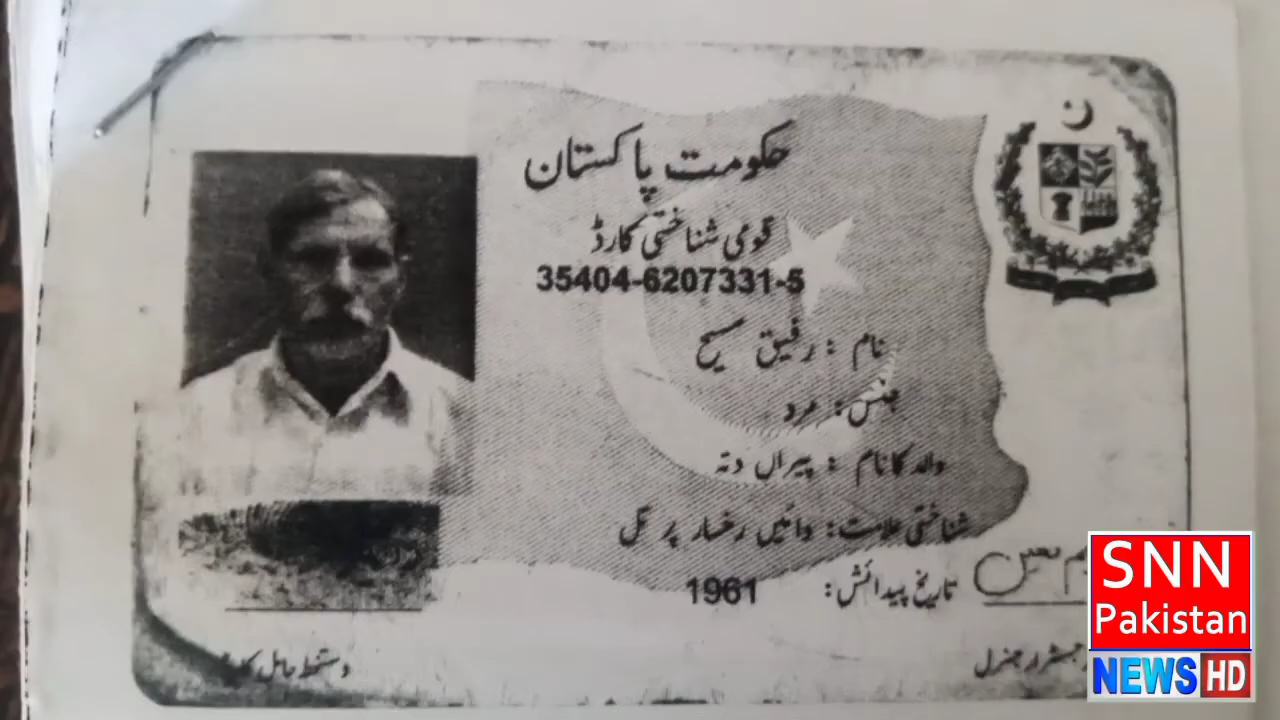 حکومت پاکستان
قومی شناختی کارڈ
35404-6207331-5
نام : رفیق مسیح
جنس: مرد
والد کا نام : پیراں دتہ
شناختی علامت: دائیں رخسار پر تل
تاریخ پیدائش: 1961
دستخط حامل
رجسٹرار جنرل
SNN
Pakistan
NEWS HD